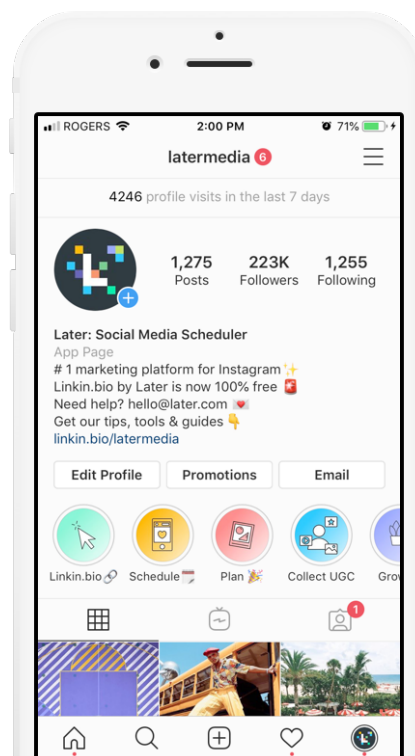 ROGERS 2:00 PM 71%
latermedia 6
4246 profile visits in the last 7 days
1,275 223K 1,255
Posts Followers Following
Later: Social Media Scheduler
App Page
# 1 marketing platform for Instagram ✨
Linkin.bio by Later is now 100% free 🚨
Need help? hello@later.com 💌
Get our tips, tools & guides 👇
linkin.bio/latermedia
Edit Profile Promotions Email
Linkin.bio🔗 Schedule🗓 Plan 🎉 Collect UGC Gro
1